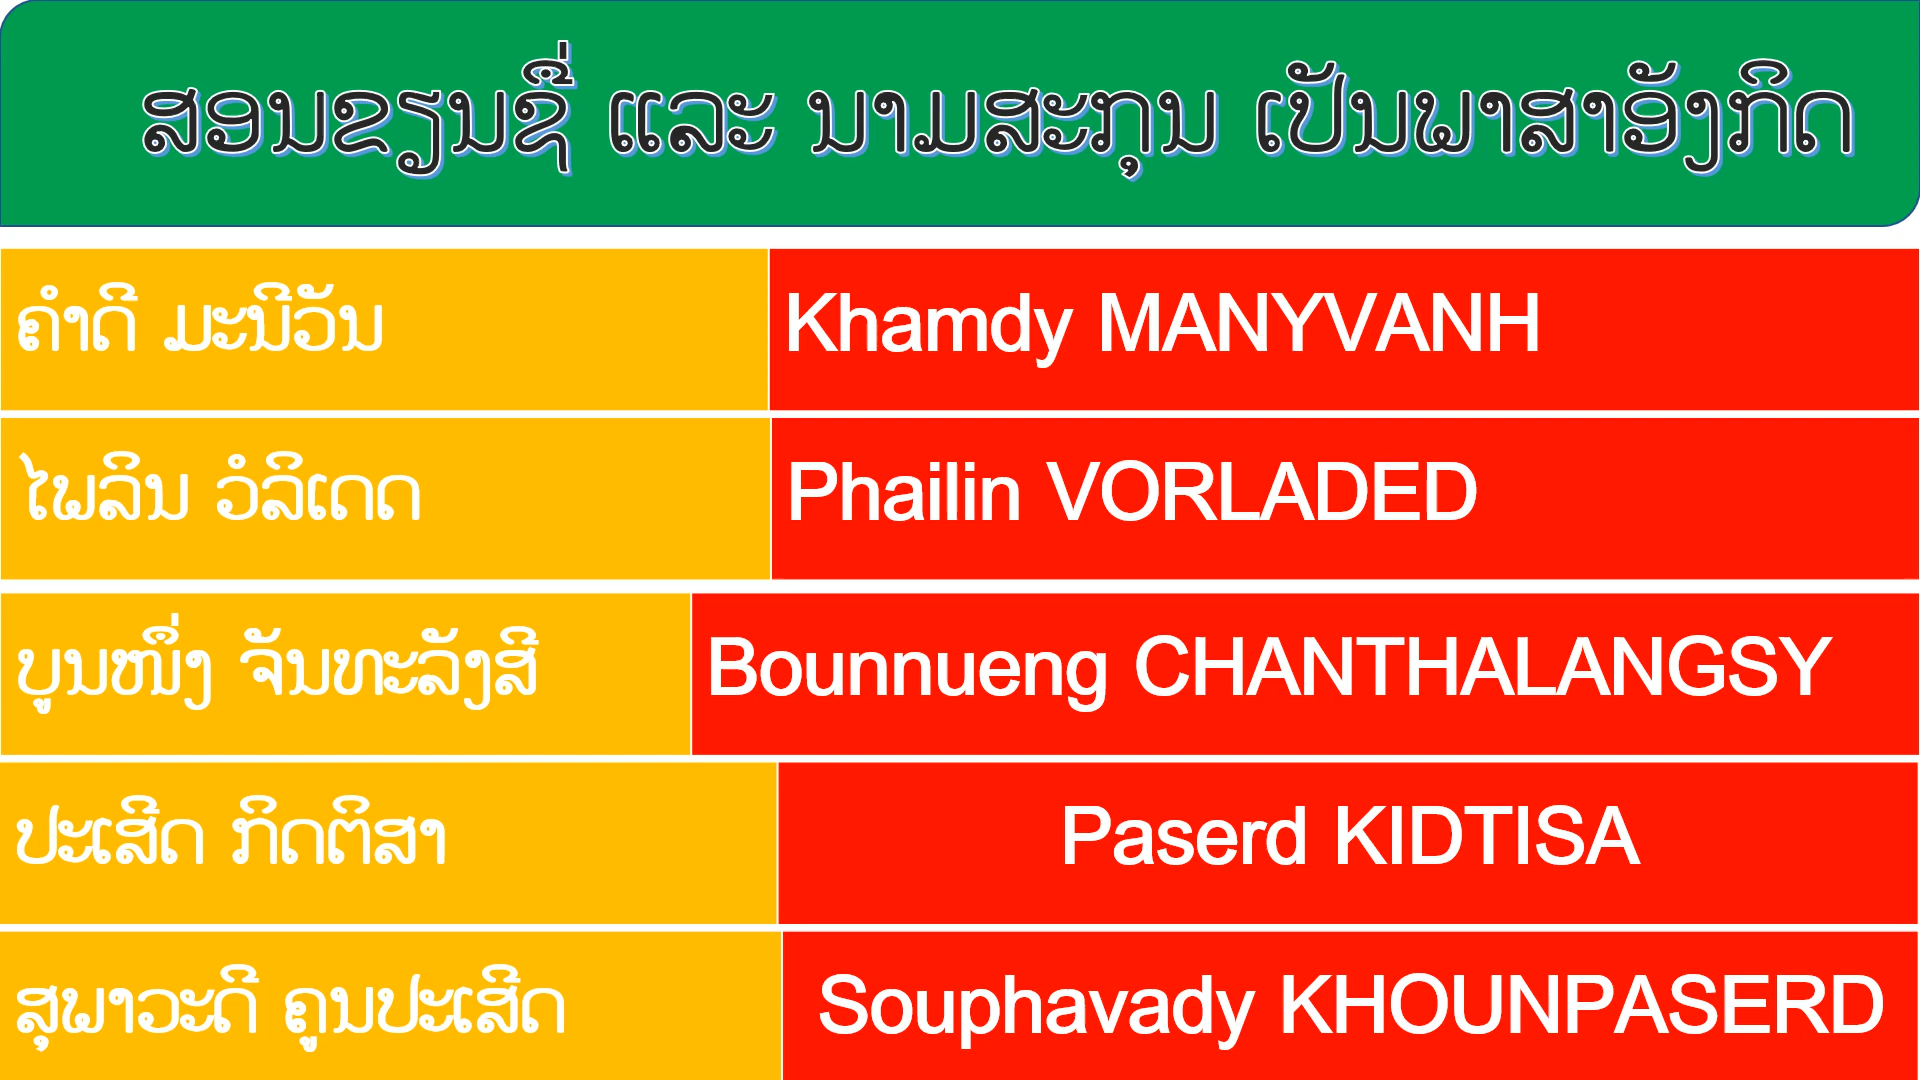 ສອນຂຽນຊື່ ແລະ ນາມສະກຸນ ເປັນພາສາອັງກິດ
ຄໍາດີ ມະນີວັນ
Khamdy MANYVANH
ໄພລິນ ວໍລິເດດ
Phailin VORLADED
ບູນໜຶ່ງ ຈັນທະລັງສີ
Bounnueng CHANTHALANGSY
ປະເສີດ ກິດຕິສາ
Paserd KIDTISA
ສຸພາວະດີ ຄູນປະເສີດ
Souphavady KHOUNPASERD